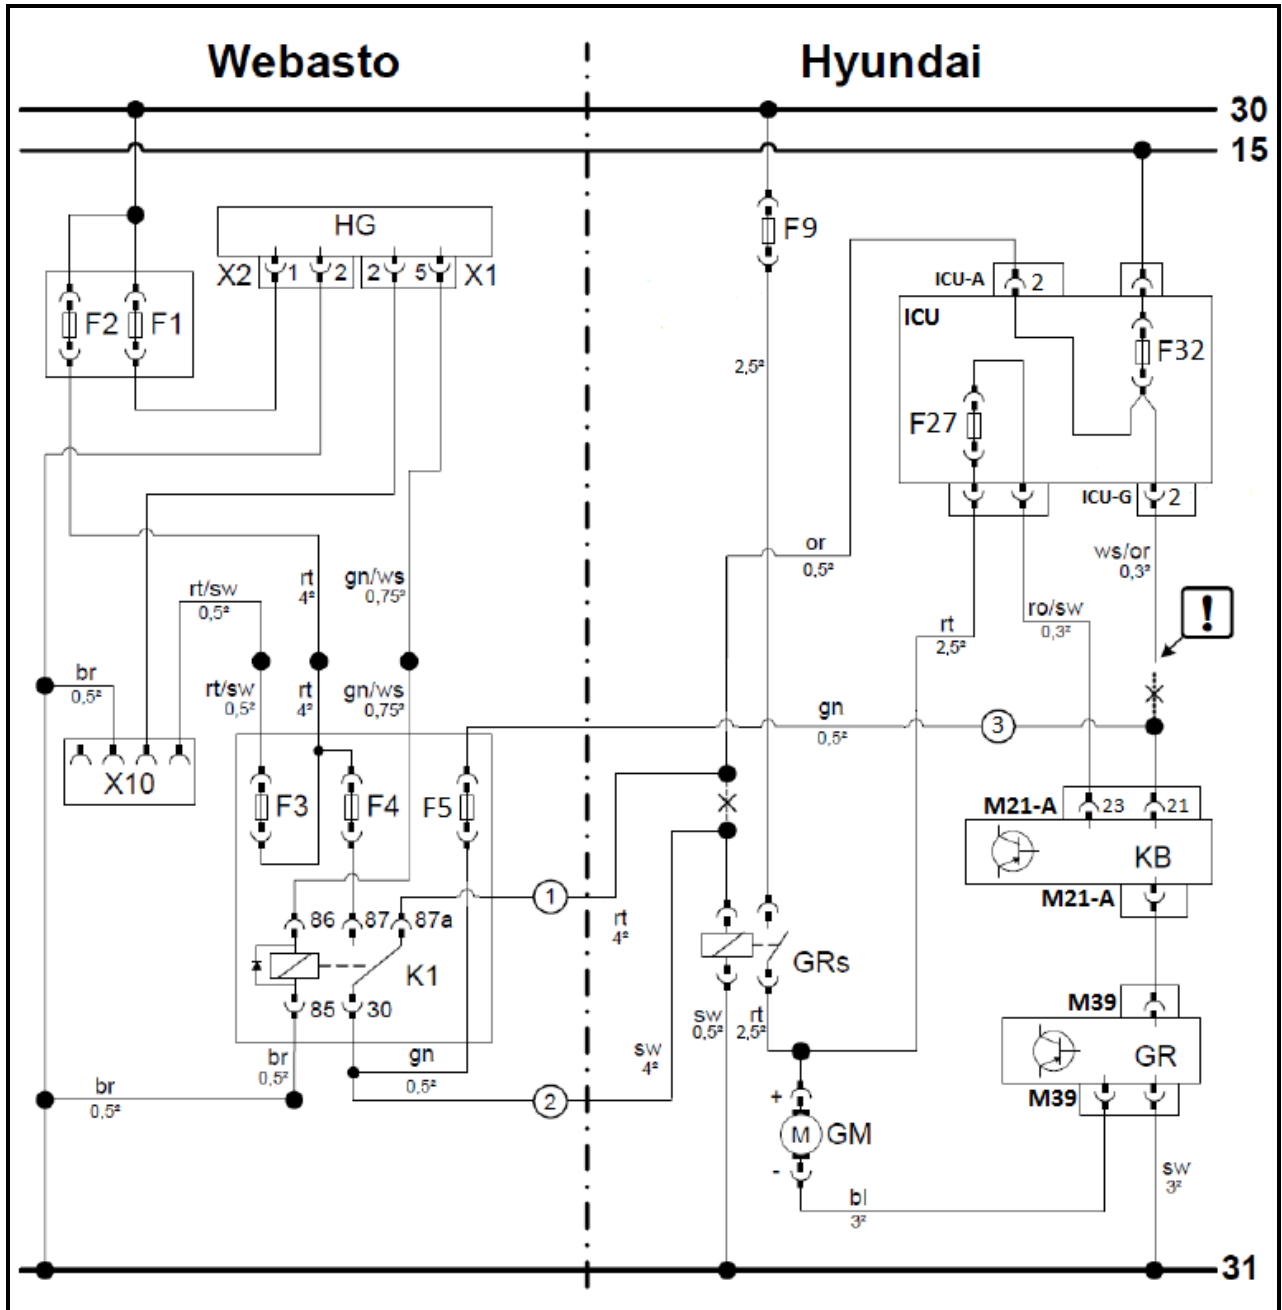 Webasto
Hyundai
30
15
HG
X2 1 2 2 5 X1
F9
ICU-A 2
ICU
F2 F1
F32
2,5²
F27
ICU-G 2
or
0,5²
ws/or
0,3²
rt/sw
0,5²
rt
4²
gn/ws
0,75²
!
ro/sw
0,3²
rt
2,5²
br
0,5²
rt/sw
0,5²
rt
4²
gn/ws
0,75²
gn
0,5²
3
X10
F3 F4 F5
M21-A 23 21
KB
M21-A
86 87 87a
1
rt
4²
K1
GRs
85 30
M39
sw
0,5²
rt
2,5²
sw
4²
GR
br
0,5²
gn
0,5²
br
0,5²
2
M39
+
M GM
-
bl
3²
sw
3²
31